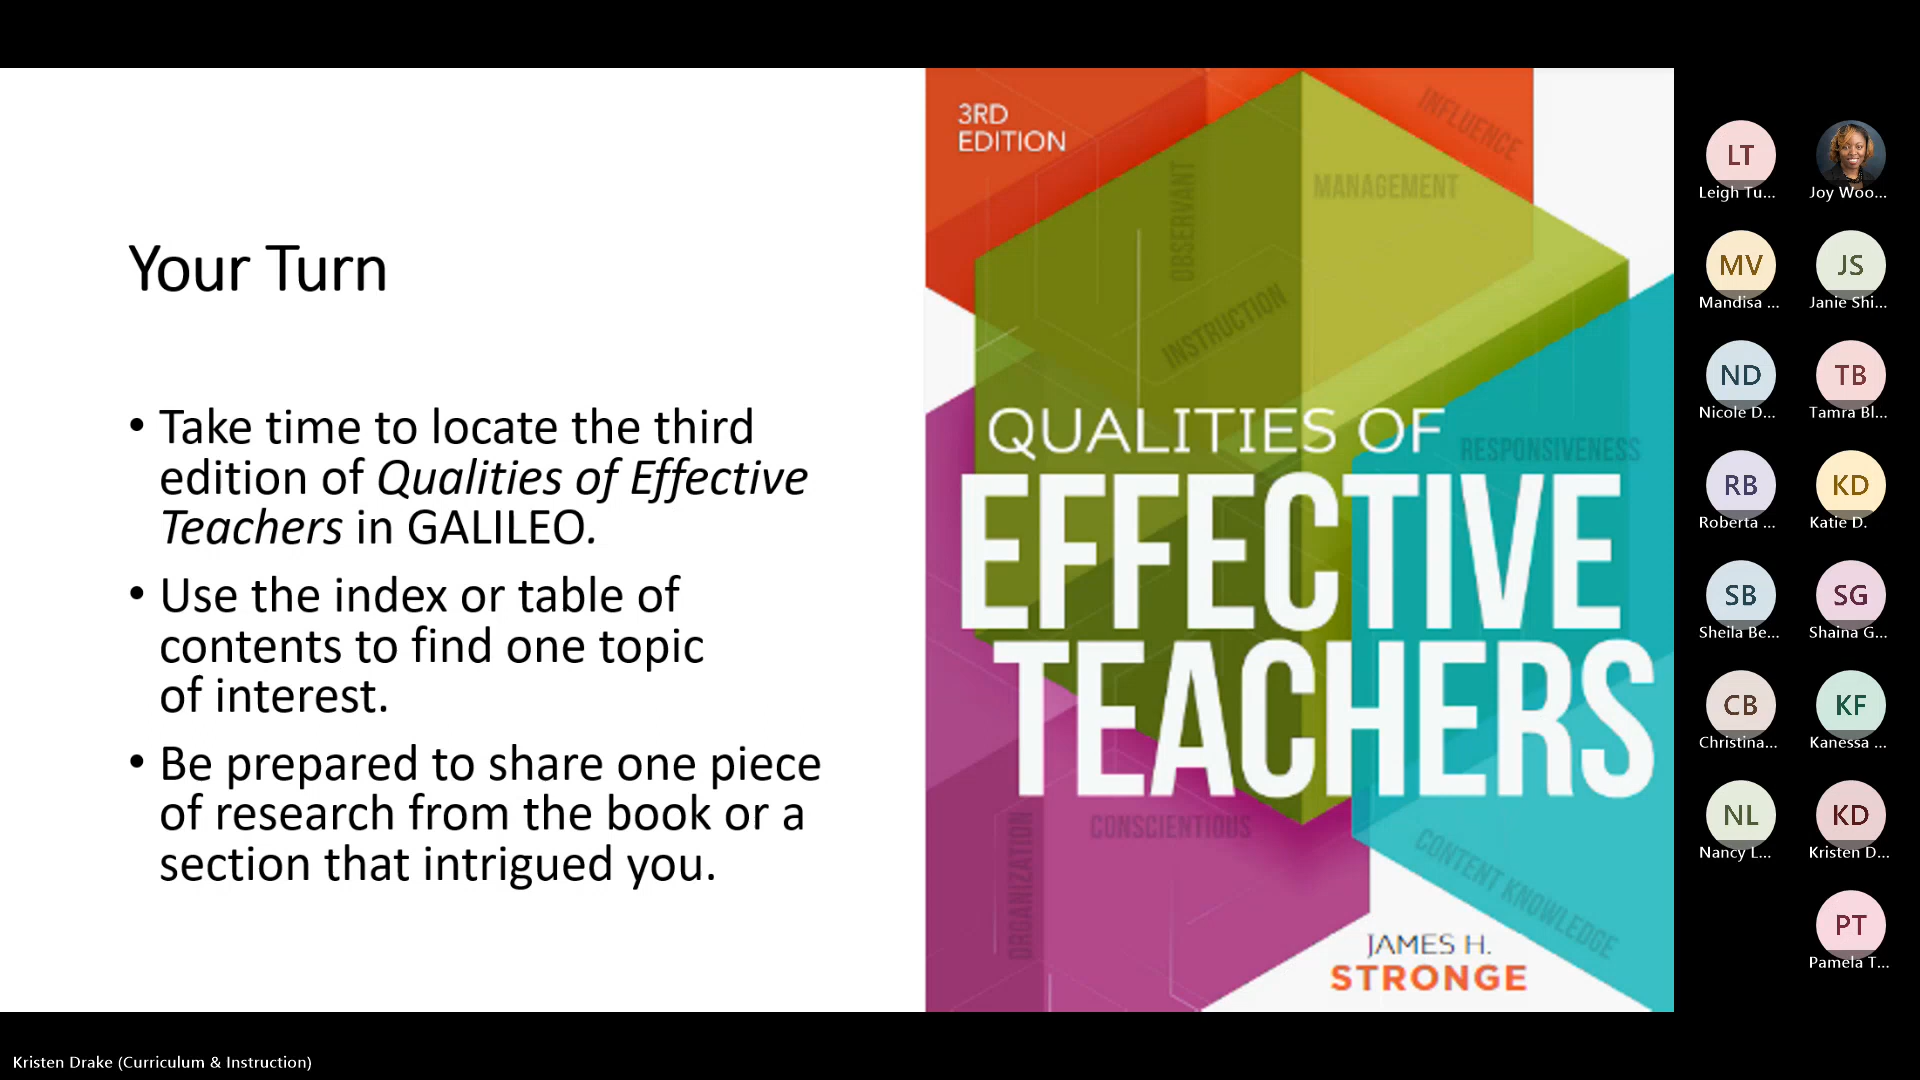 Your Turn
• Take time to locate the third
edition of Qualities of Effective
Teachers in GALILEO.
• Use the index or table of
contents to find one topic
of interest.
• Be prepared to share one piece
of research from the book or a
section that intrigued you.
3RD
EDITION
INFLUENCE
MANAGEMENT
OBSERVANT
INSTRUCTION
QUALITIES OF
RESPONSIVENESS
EFFECTIVE
TEACHERS
CONSCIENTIOUS
ORGANIZATION
CONTENT KNOWLEDGE
JAMES H.
STRONGE
LT
Leigh Tu...
Joy Woo...
MV
Mandisa ...
JS
Janie Shi...
ND
Nicole D...
TB
Tamra Bl...
RB
Roberta ...
KD
Katie D.
SB
Sheila Be...
SG
Shaina G...
CB
Christina...
KF
Kanessa ...
NL
Nancy L...
KD
Kristen D...
PT
Pamela T...
Kristen Drake (Curriculum & Instruction)